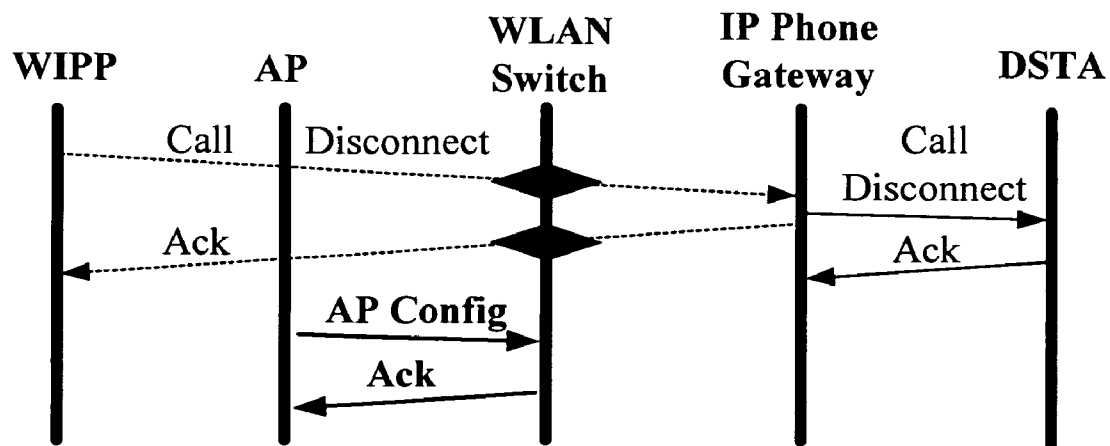 WIPP
AP
WLAN
Switch
IP Phone
Gateway
DSTA
Call Disconnect
Call
Disconnect
Ack
Ack
AP Config
Ack